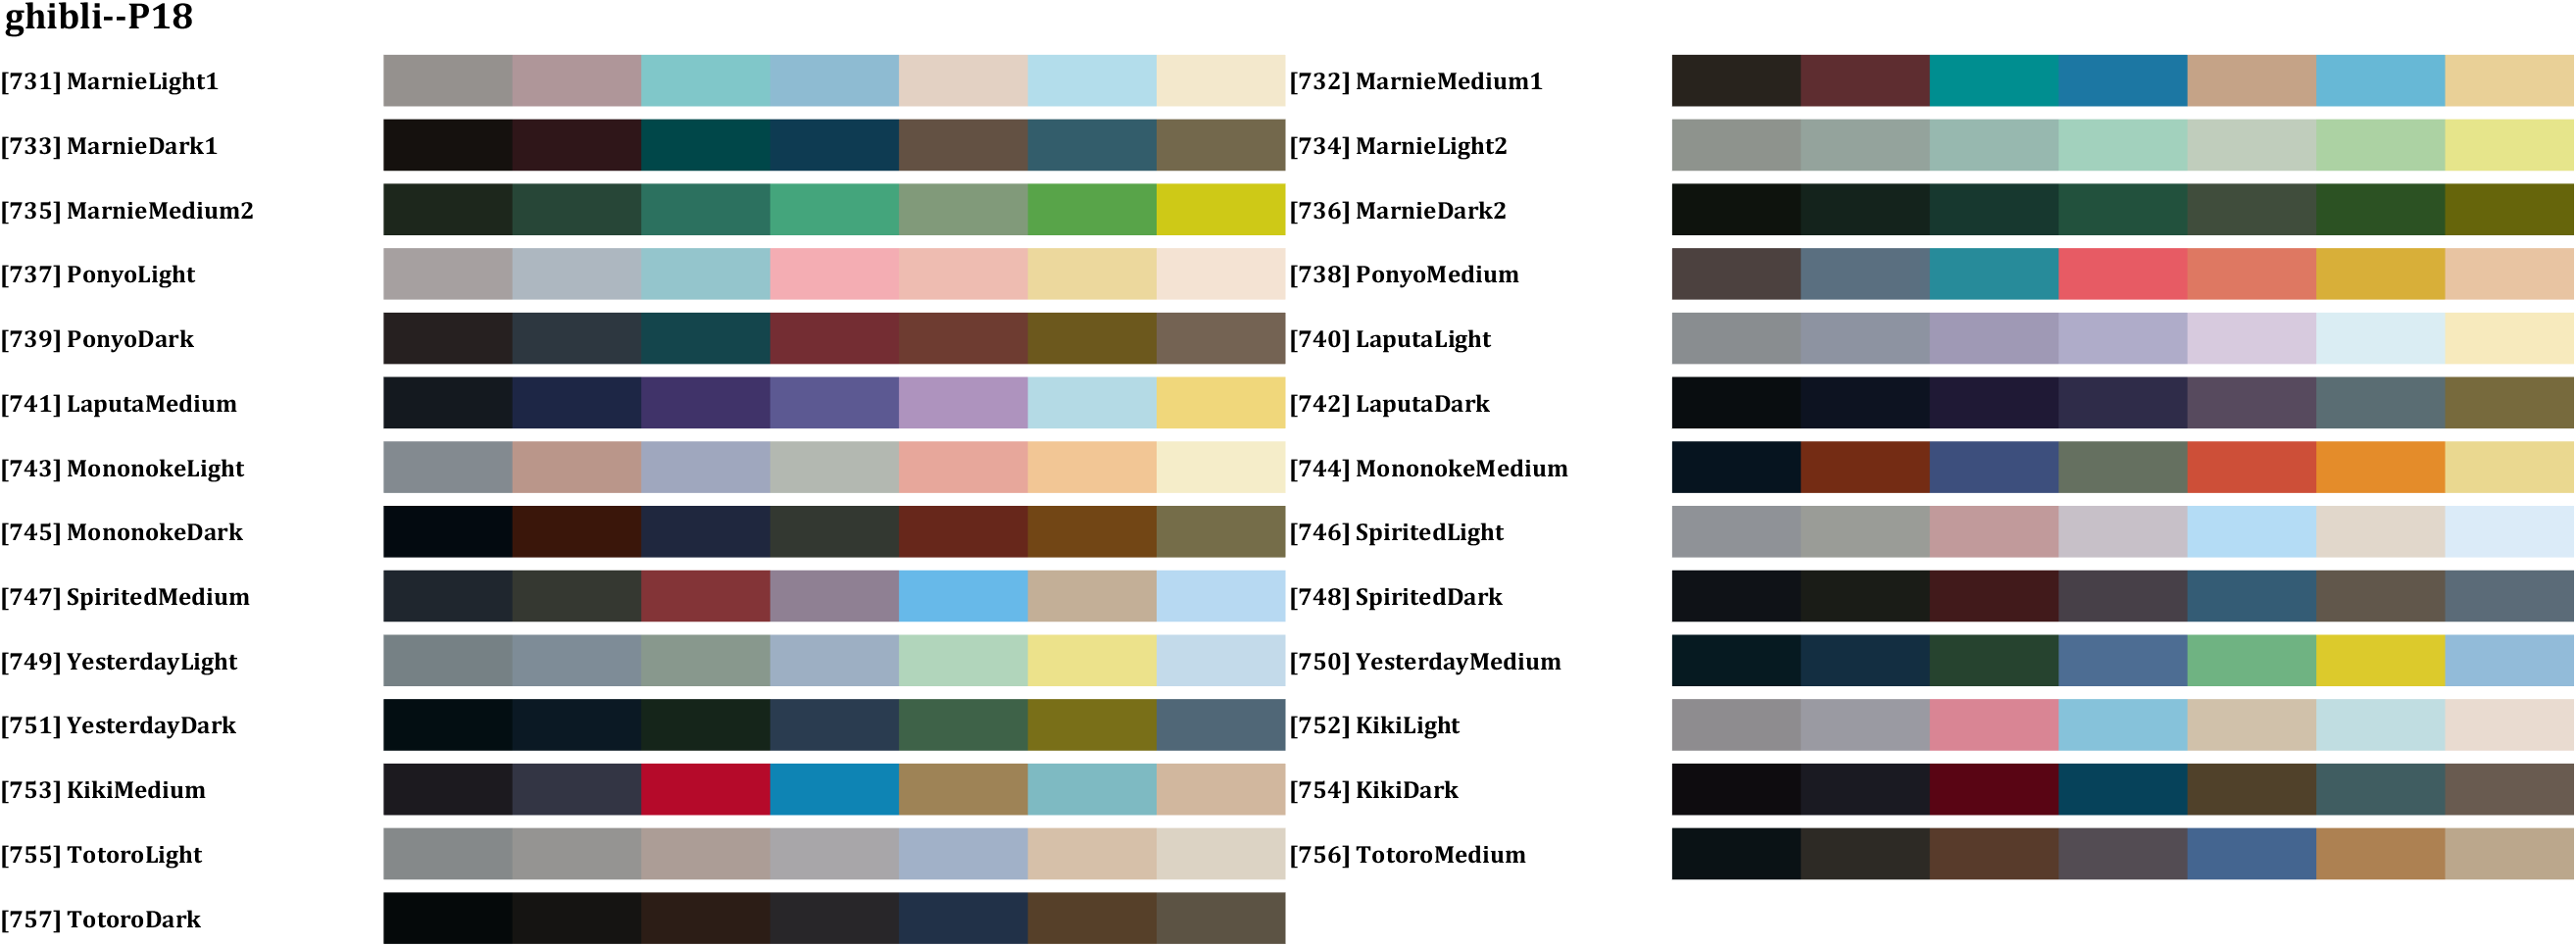 ghibli--P18
[731] MarnieLight1
[732] MarnieMedium1
[733] MarnieDark1
[734] MarnieLight2
[735] MarnieMedium2
[736] MarnieDark2
[737] PonyoLight
[738] PonyoMedium
[739] PonyoDark
[740] LaputaLight
[741] LaputaMedium
[742] LaputaDark
[743] MononokeLight
[744] MononokeMedium
[745] MononokeDark
[746] SpiritedLight
[747] SpiritedMedium
[748] SpiritedDark
[749] YesterdayLight
[750] YesterdayMedium
[751] YesterdayDark
[752] KikiLight
[753] KikiMedium
[754] KikiDark
[755] TotoroLight
[756] TotoroMedium
[757] TotoroDark